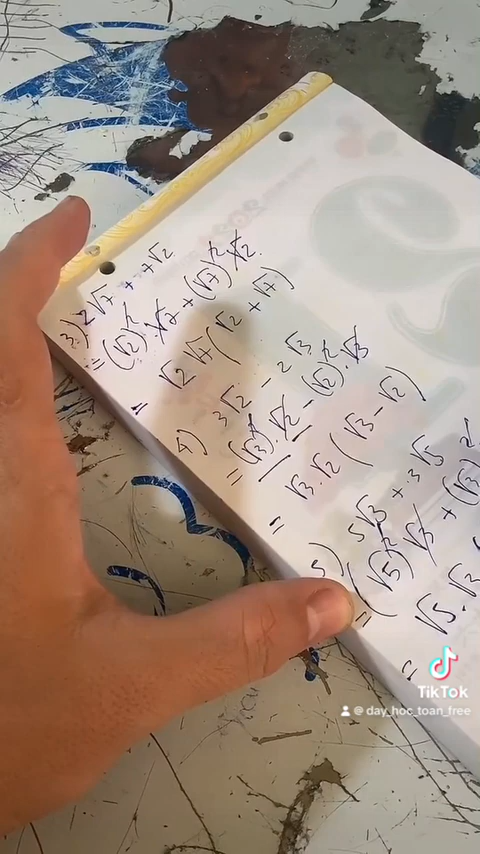 3) 2√7 + 7√2
= (√2)² . √7 + (√7)² √2 .
= √2 √7 (√2 + √7)
4) 3√2 - 2√3
= (√3)² . √2 - (√2)² . √3
= √3 . √2 (√3 - √2)
5) 5√3 + 3√5
= (√5)² √3 + (√3)²
= √5 . √3 (
TikTok
@ day_hoc_toan_free